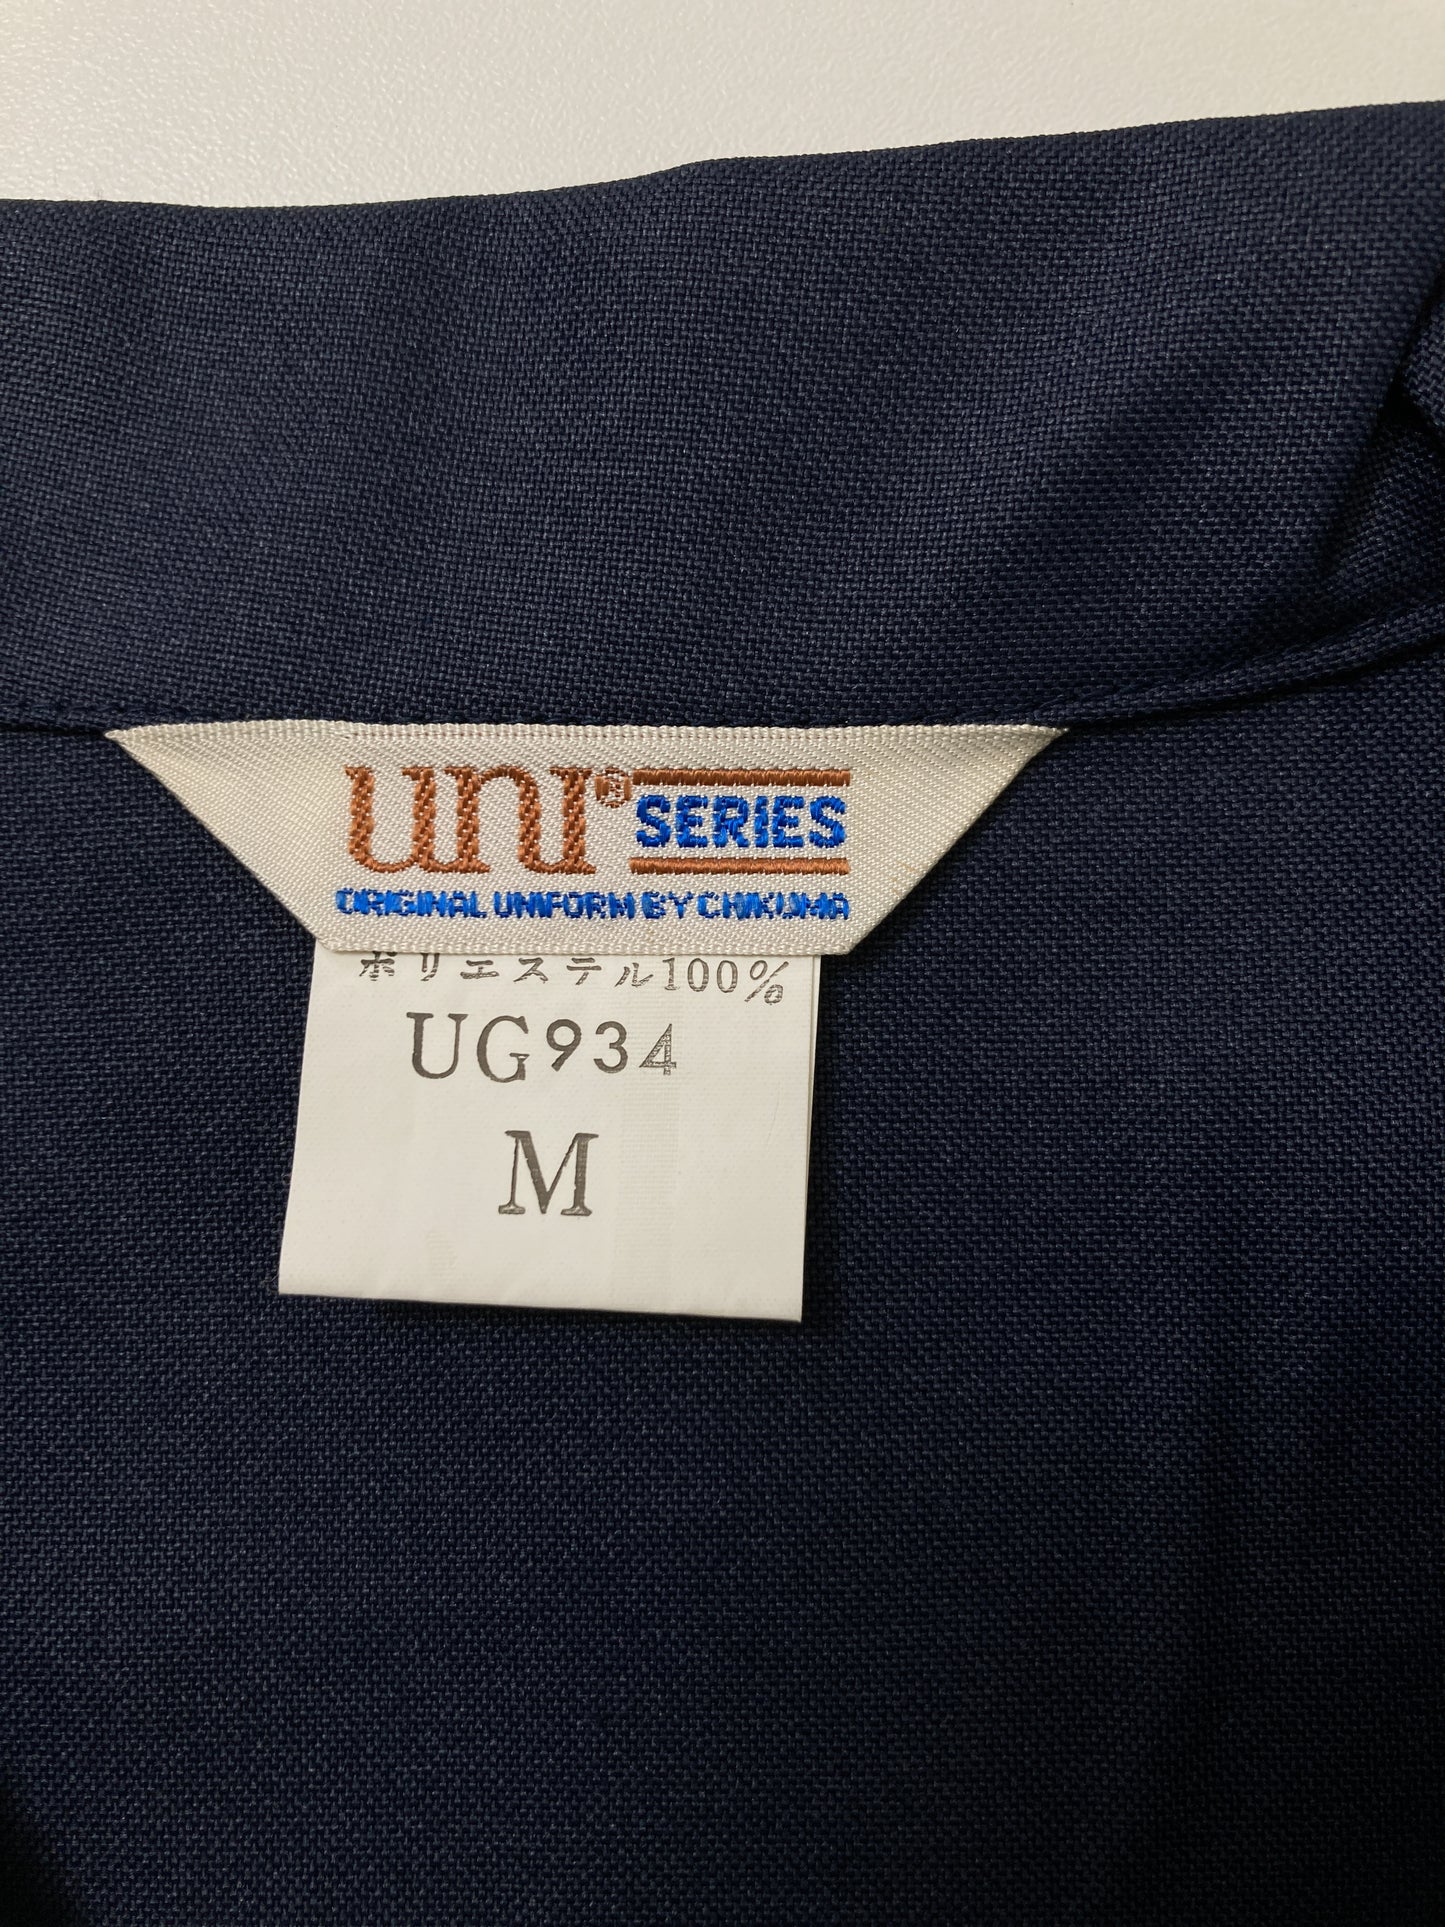 UNI® SERIES
ORIGINAL UNIFORM BY CHIKUMA
ポリエステル100%
UG934
M